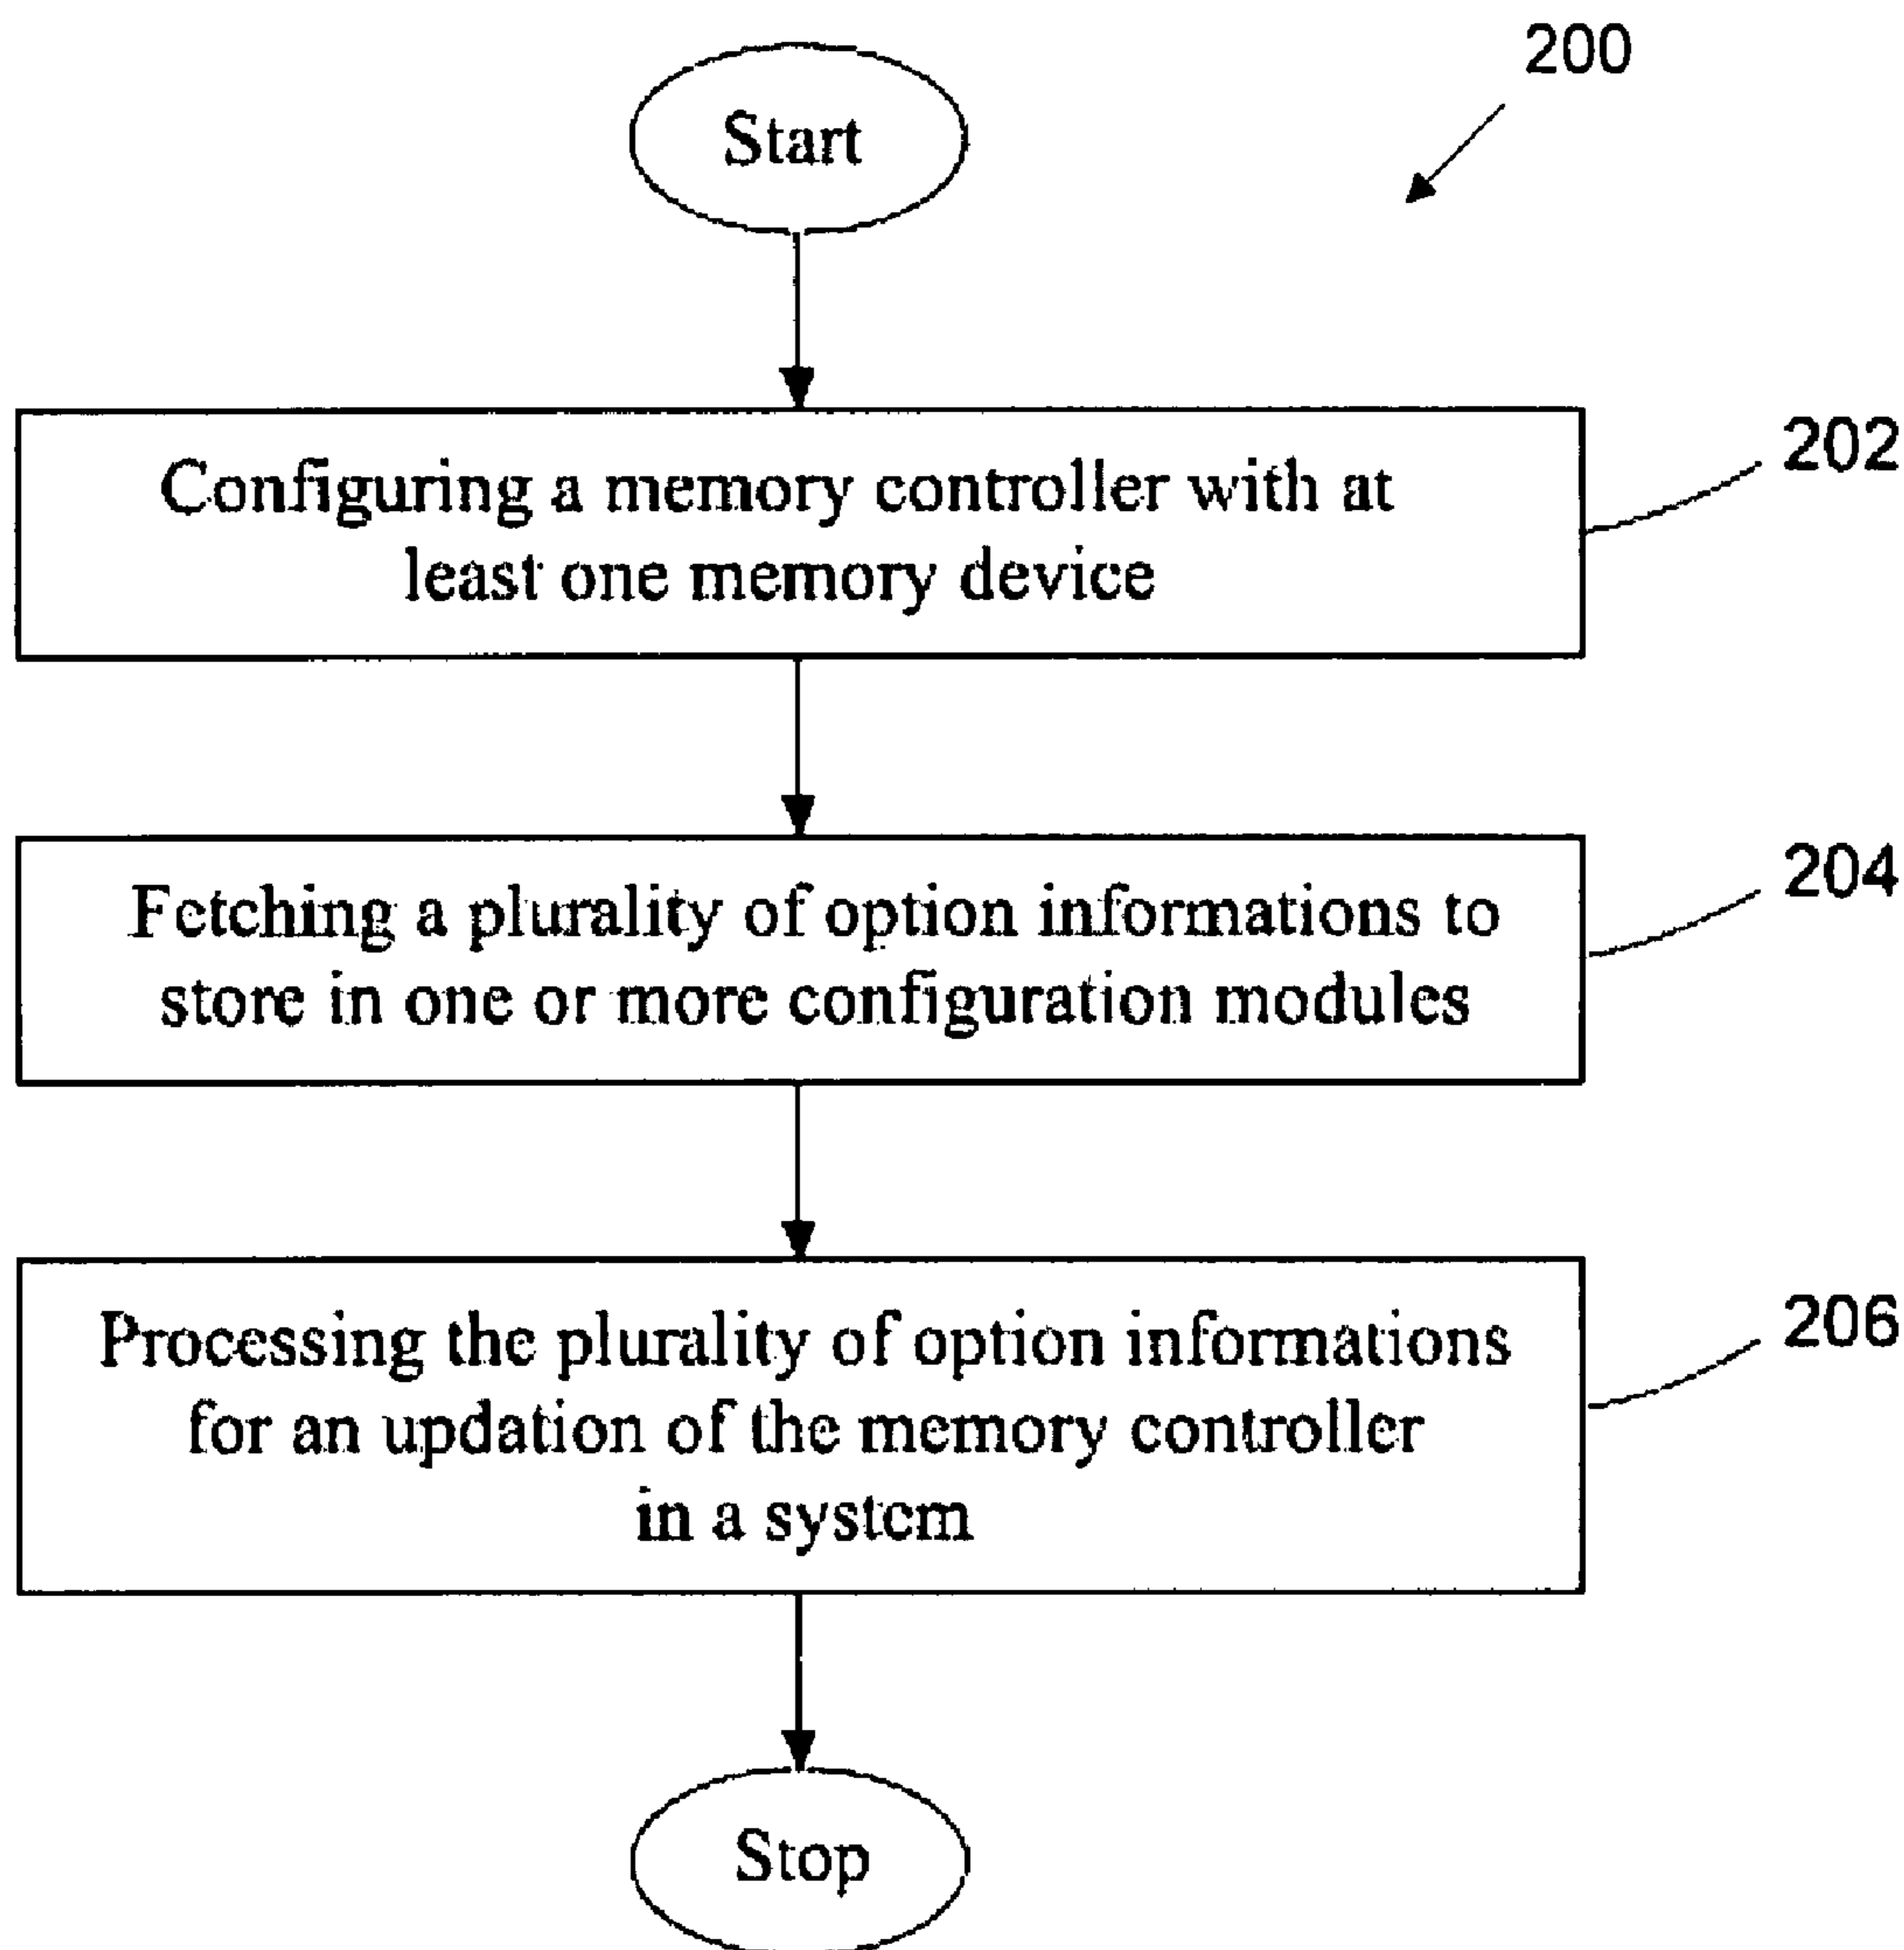 200
Start
Configuring a memory controller with at
least one memory device
202
Fetching a plurality of option informations to
store in one or more configuration modules
204
Processing the plurality of option informations
for an updation of the memory controller
in a system
206
Stop